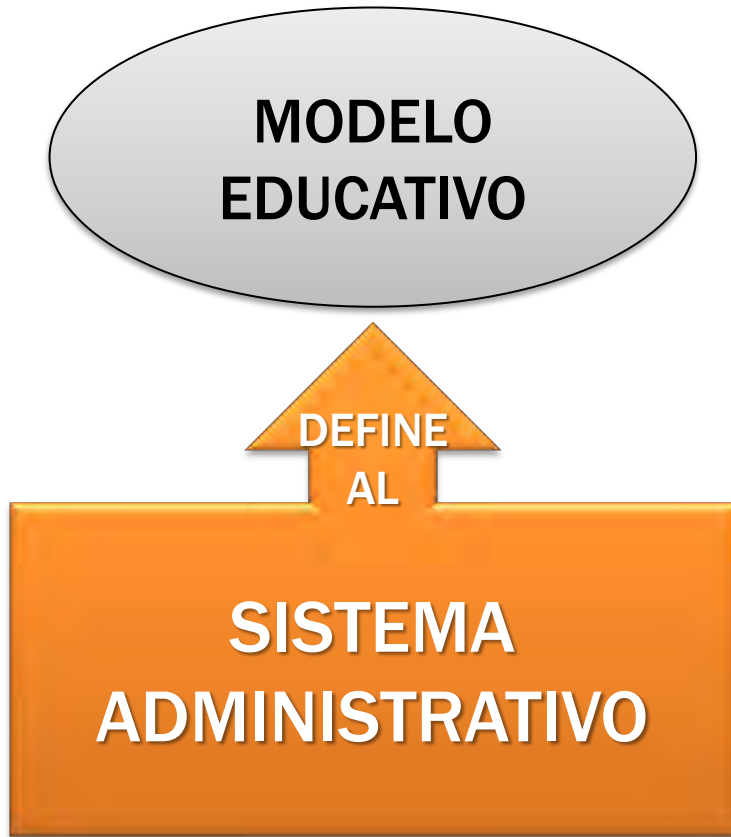 MODELO
EDUCATIVO
DEFINE
AL
SISTEMA
ADMINISTRATIVO